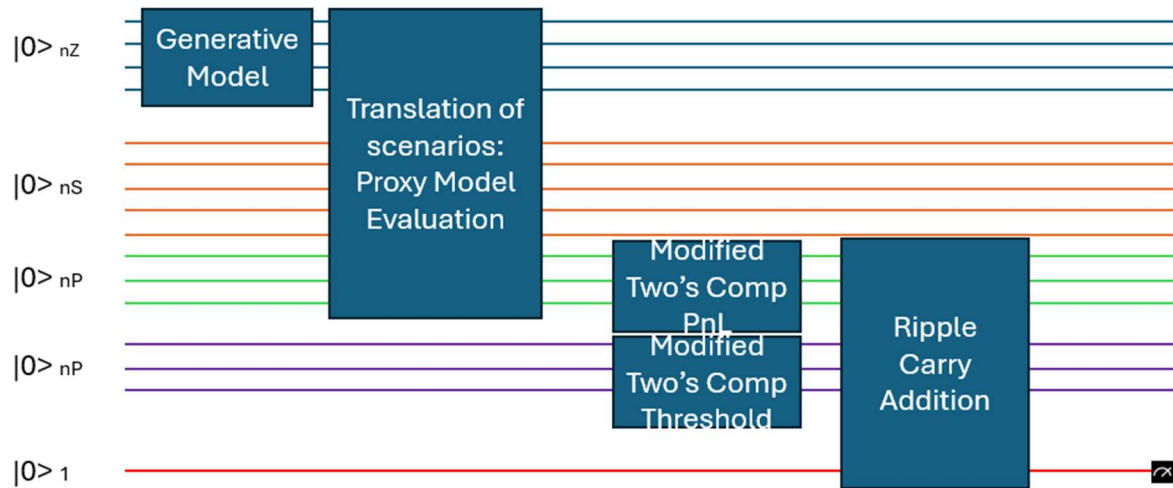 |0> nZ
Generative
Model
Translation of
scenarios:
Proxy Model
Evaluation
|0> nS
|0> nP
Modified
Two's Comp
PnL
|0> nP
Modified
Two's Comp
Threshold
Ripple
Carry
Addition
|0> 1